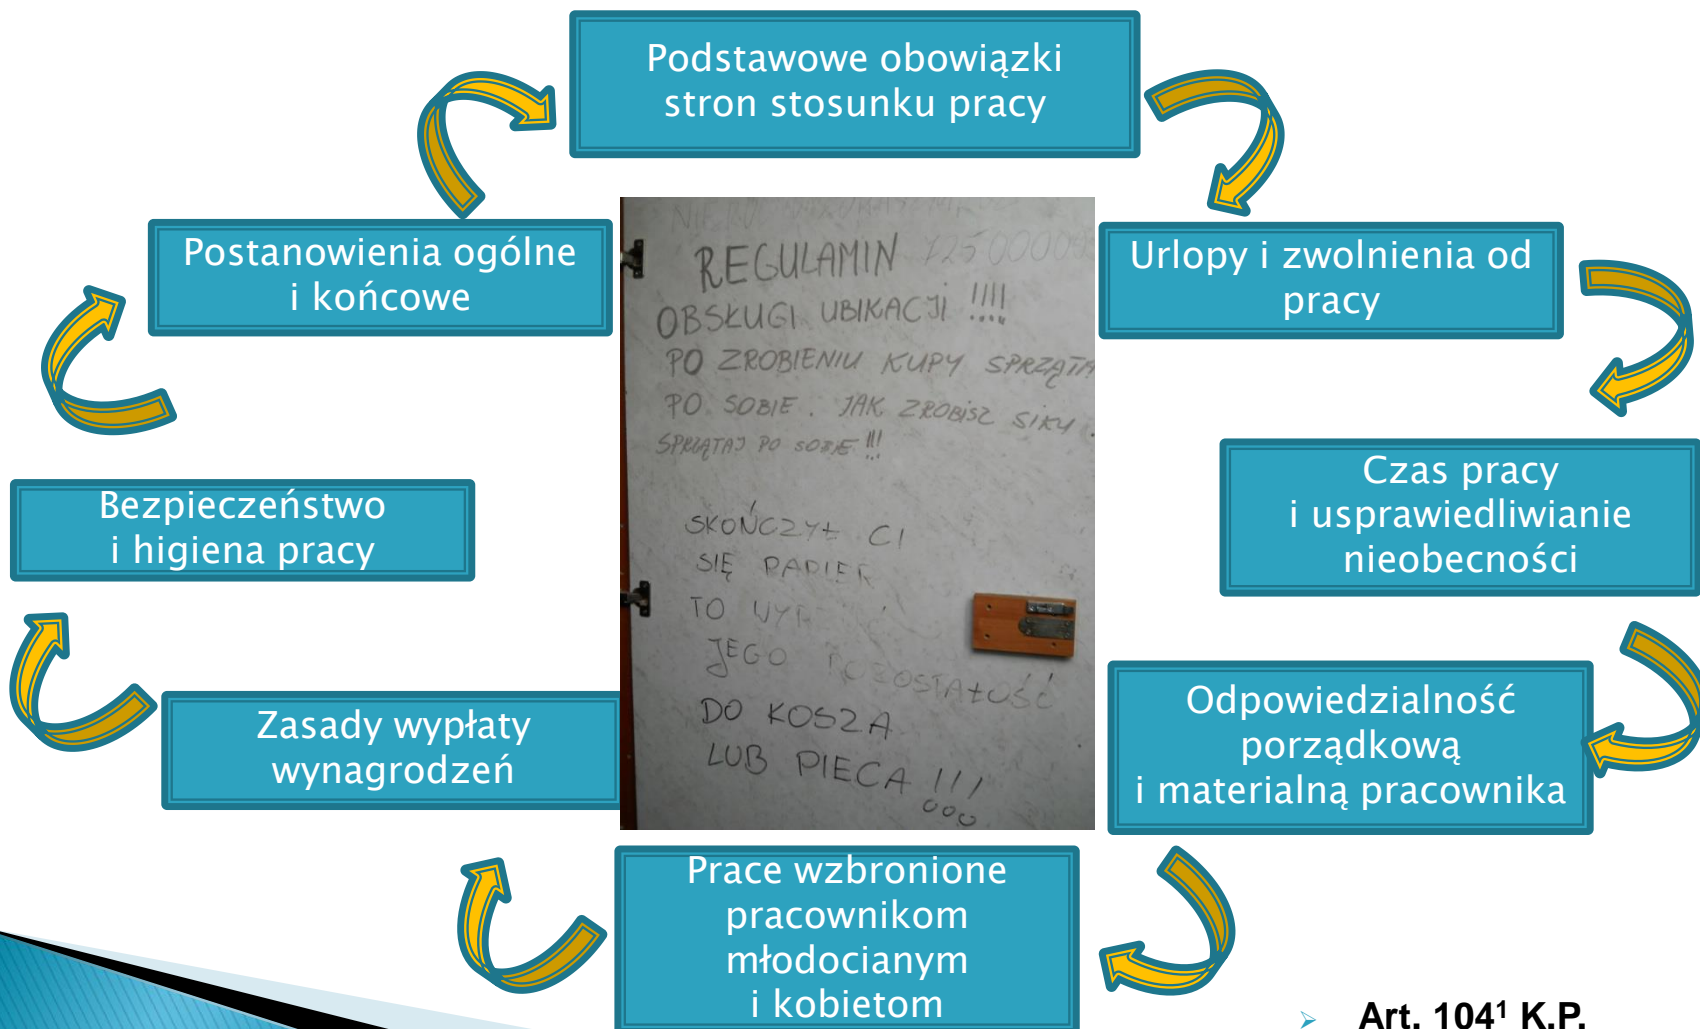 Podstawowe obowiązki
stron stosunku pracy
Postanowienia ogólne
i końcowe
Urlopy i zwolnienia od
pracy
REGULAMIN
OBSŁUGI UBIKACJI !!!!
PO ZROBIENIU KUPY
PO SOBIE. JAK ZROBISZ SIKU
SPRZĄTAJ PO SOBIE !!!
SKOŃCZYŁ CI
SIĘ PAPIER
TO
JEGO POZOSTAŁOŚĆ
DO KOSZA
LUB PIECA !!!
Bezpieczeństwo
i higiena pracy
Czas pracy
i usprawiedliwianie
nieobecności
Zasady wypłaty
wynagrodzeń
Odpowiedzialność
porządkową
i materialną pracownika
Prace wzbronione
pracownikom
młodocianym
i kobietom
Art. 104¹ K.P.